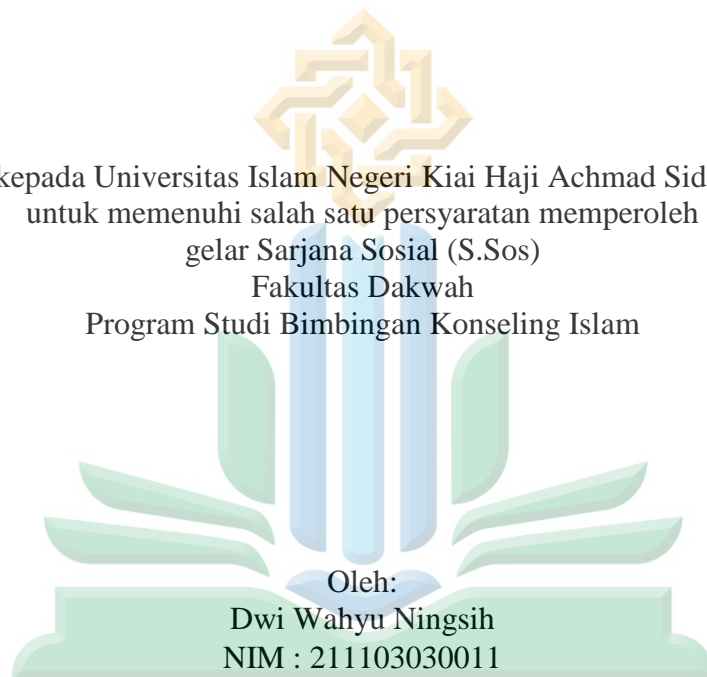 kepada Universitas Islam Negeri Kiai Haji Achmad Sid
untuk memenuhi salah satu persyaratan memperoleh
gelar Sarjana Sosial (S.Sos)
Fakultas Dakwah
Program Studi Bimbingan Konseling Islam
Oleh:
Dwi Wahyu Ningsih
NIM : 211103030011